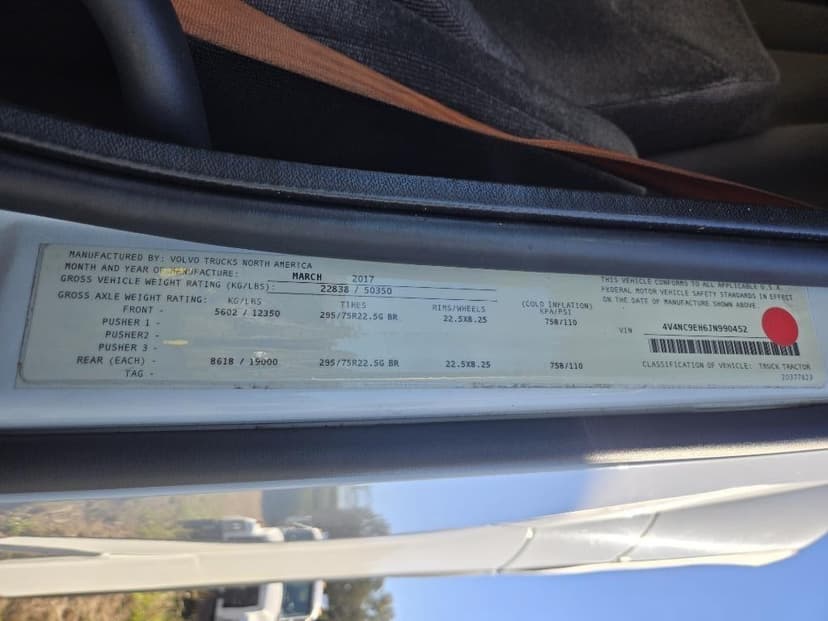 MANUFACTURED BY: VOLVO TRUCKS NORTH AMERICA
MONTH AND YEAR OF MANUFACTURE: MARCH 2017
GROSS VEHICLE WEIGHT RATING (KG/LBS): 22838 / 50350
GROSS AXLE WEIGHT RATING: KG/LBS TIRES RIMS/WHEELS (COLD INFLATION) KPA/PSI
FRONT - 5602 / 12350 295/75R22.5G BR 22.5X8.25 758/110
PUSHER 1 -
PUSHER2 -
PUSHER 3 -
REAR (EACH) - 8618 / 19000 295/75R22.5G BR 22.5X8.25 758/110
TAG -
THIS VEHICLE CONFORMS TO ALL APPLICABLE U.S.A.
FEDERAL MOTOR VEHICLE SAFETY STANDARDS IN EFFECT
ON THE DATE OF MANUFACTURE SHOWN ABOVE.
VIN 4V4NC9EH6JN990452
CLASSIFICATION OF VEHICLE: TRUCK TRACTOR
20377823